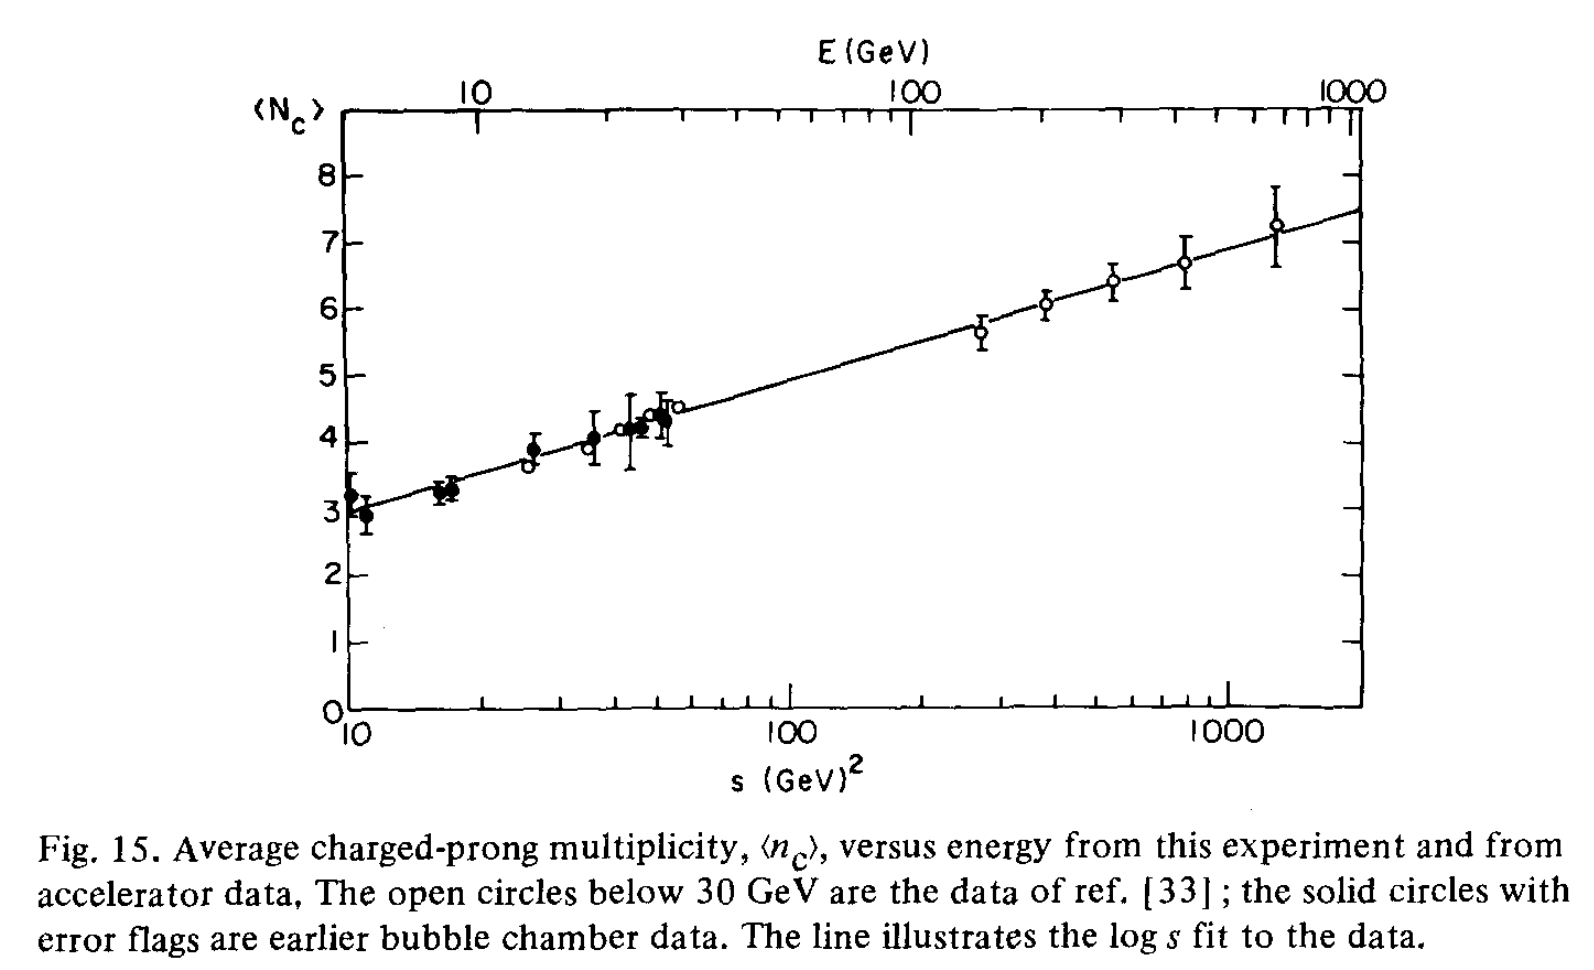 E (GeV)
10 100 1000
⟨N_c⟩
8
7
6
5
4
3
2
1
0
10 100 1000
s (GeV)²
Fig. 15. Average charged-prong multiplicity, ⟨n_c⟩, versus energy from this experiment and from
accelerator data, The open circles below 30 GeV are the data of ref. [33] ; the solid circles with
error flags are earlier bubble chamber data. The line illustrates the log s fit to the data.